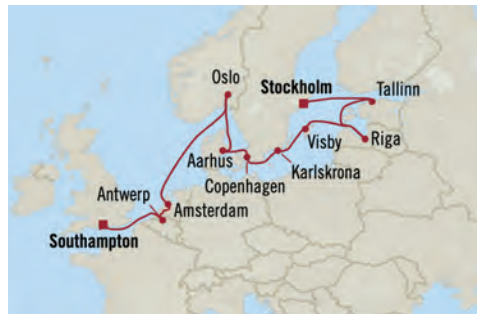 Oslo
Stockholm
Tallinn
Visby
Riga
Aarhus
Karlskrona
Copenhagen
Antwerp
Amsterdam
Southampton